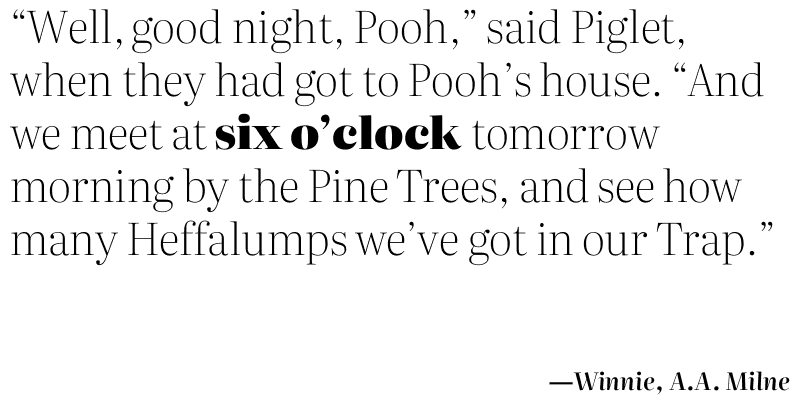 “Well, good night, Pooh,” said Piglet,
when they had got to Pooh’s house. “And
we meet at six o’clock tomorrow
morning by the Pine Trees, and see how
many Heffalumps we’ve got in our Trap.”
—Winnie, A.A. Milne